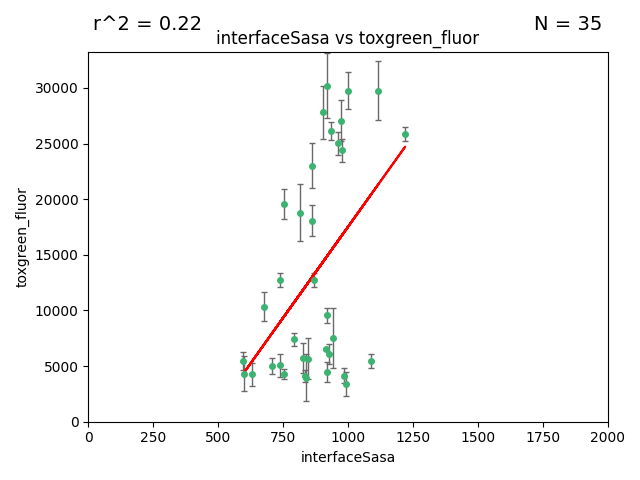 r^2 = 0.22
N = 35
interfaceSasa vs toxgreen_fluor
toxgreen_fluor
30000
25000
20000
15000
10000
5000
0
0 250 500 750 1000 1250 1500 1750 2000
interfaceSasa